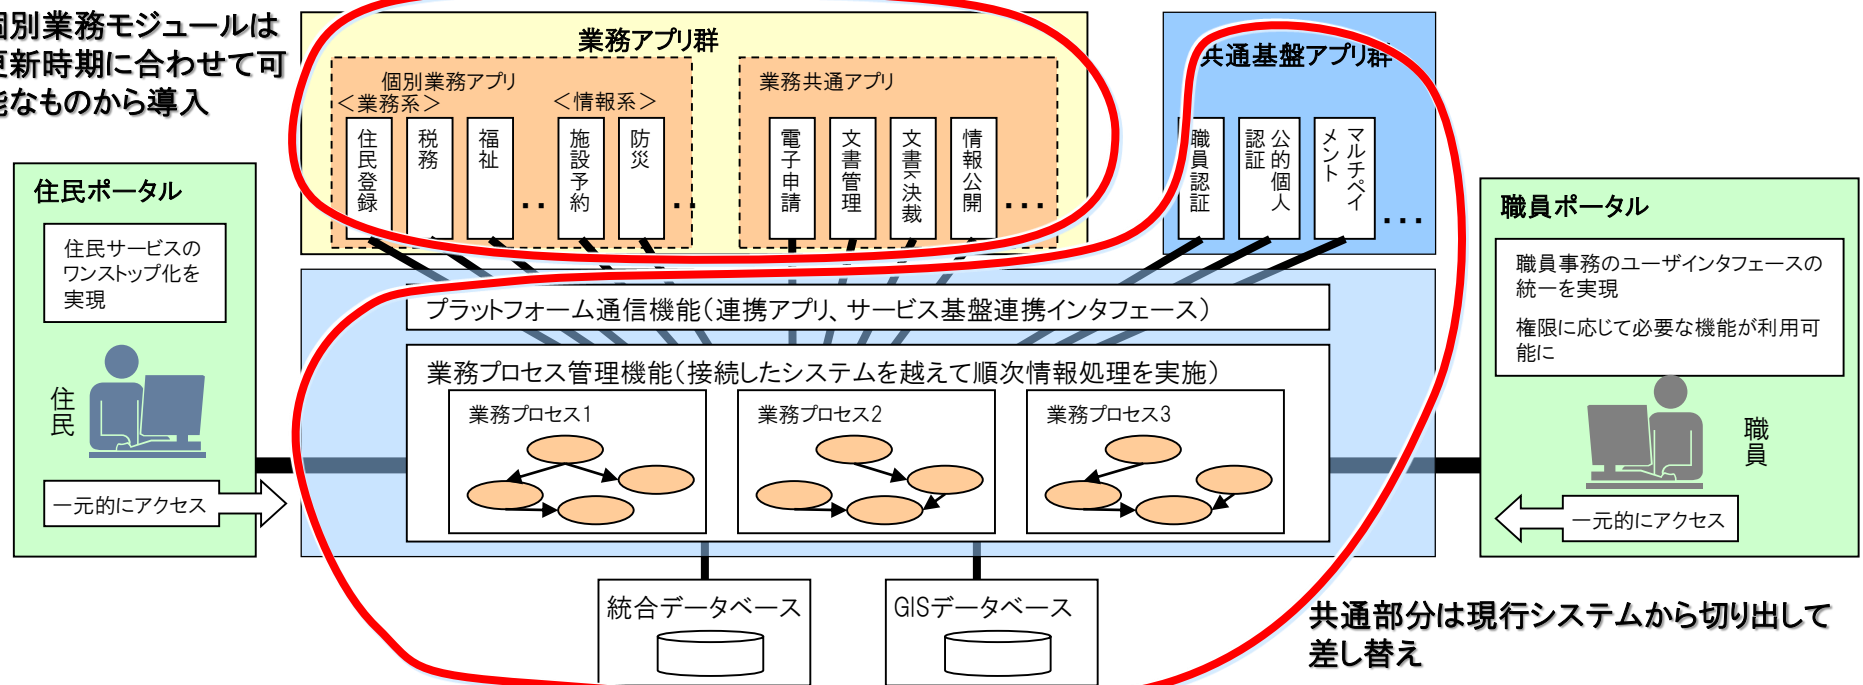 個別業務モジュールは
更新時期に合わせて可
能なものから導入
業務アプリ群
個別業務アプリ
＜業務系＞
＜情報系＞
住民登録
税務
福祉
‥
施設予約
防災
‥
業務共通アプリ
電子申請
文書管理
文書・決裁
情報公開
…
共通基盤アプリ群
職員認証
公的個人
認証
マルチペイ
メント
…
住民ポータル
住民サービスの
ワンストップ化を
実現
住民
一元的にアクセス
プラットフォーム通信機能（連携アプリ、サービス基盤連携インタフェース）
業務プロセス管理機能（接続したシステムを越えて順次情報処理を実施）
業務プロセス1
業務プロセス2
業務プロセス3
統合データベース
GISデータベース
職員ポータル
職員事務のユーザインタフェースの
統一を実現
権限に応じて必要な機能が利用可
能に
職員
一元的にアクセス
共通部分は現行システムから切り出して
差し替え